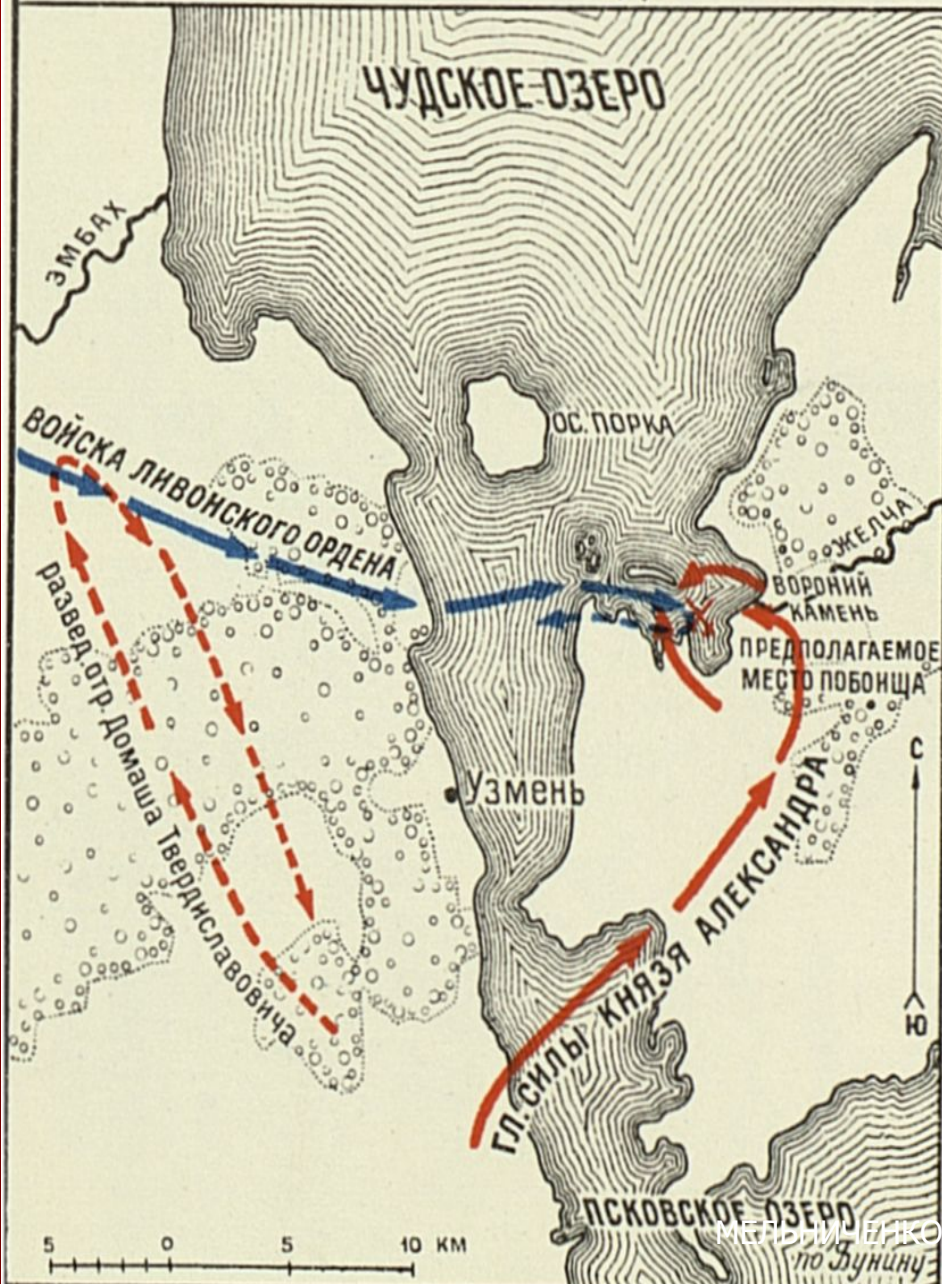 ЧУДСКОЕ ОЗЕРО
ЭМБАХ
ОС. ПОРКА
ВОЙСКА ЛИВОНСКОГО ОРДЕНА
ЖЕЛЧА
ВОРОНИЙ
КАМЕНЬ
ПРЕДПОЛАГАЕМОЕ
МЕСТО ПОБОИЩА
развед. отр. Домаша Твердиславовича
Узмень
С
Ю
ГЛ. СИЛЫ КНЯЗЯ АЛЕКСАНДРА
ПСКОВСКОЕ ОЗЕРО
МЕЛЬНИЧЕНКО
по Бунину
5 0 5 10 КМ